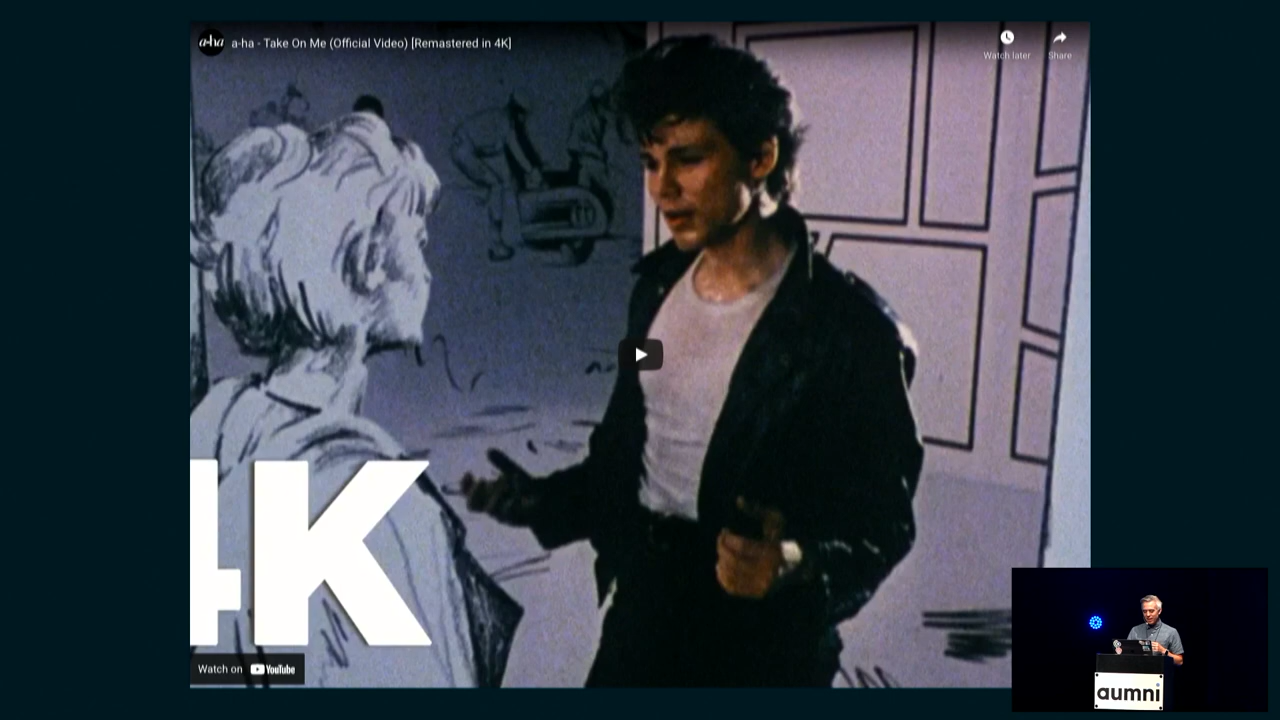 a-ha
a-ha - Take On Me (Official Video) [Remastered in 4K]
Watch later
Share
4K
Watch on YouTube
aumni